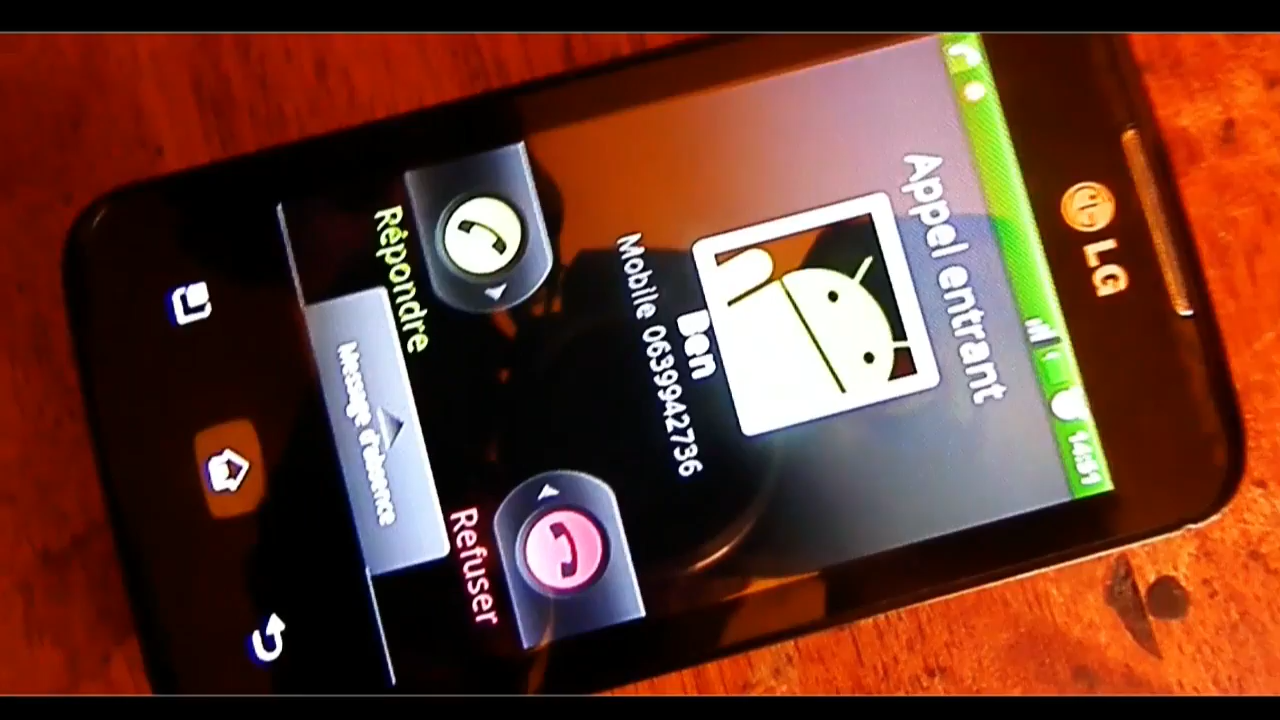 LG
14:51
Appel entrant
Ben
Mobile 0639942736
Répondre
Refuser
Message d'absence